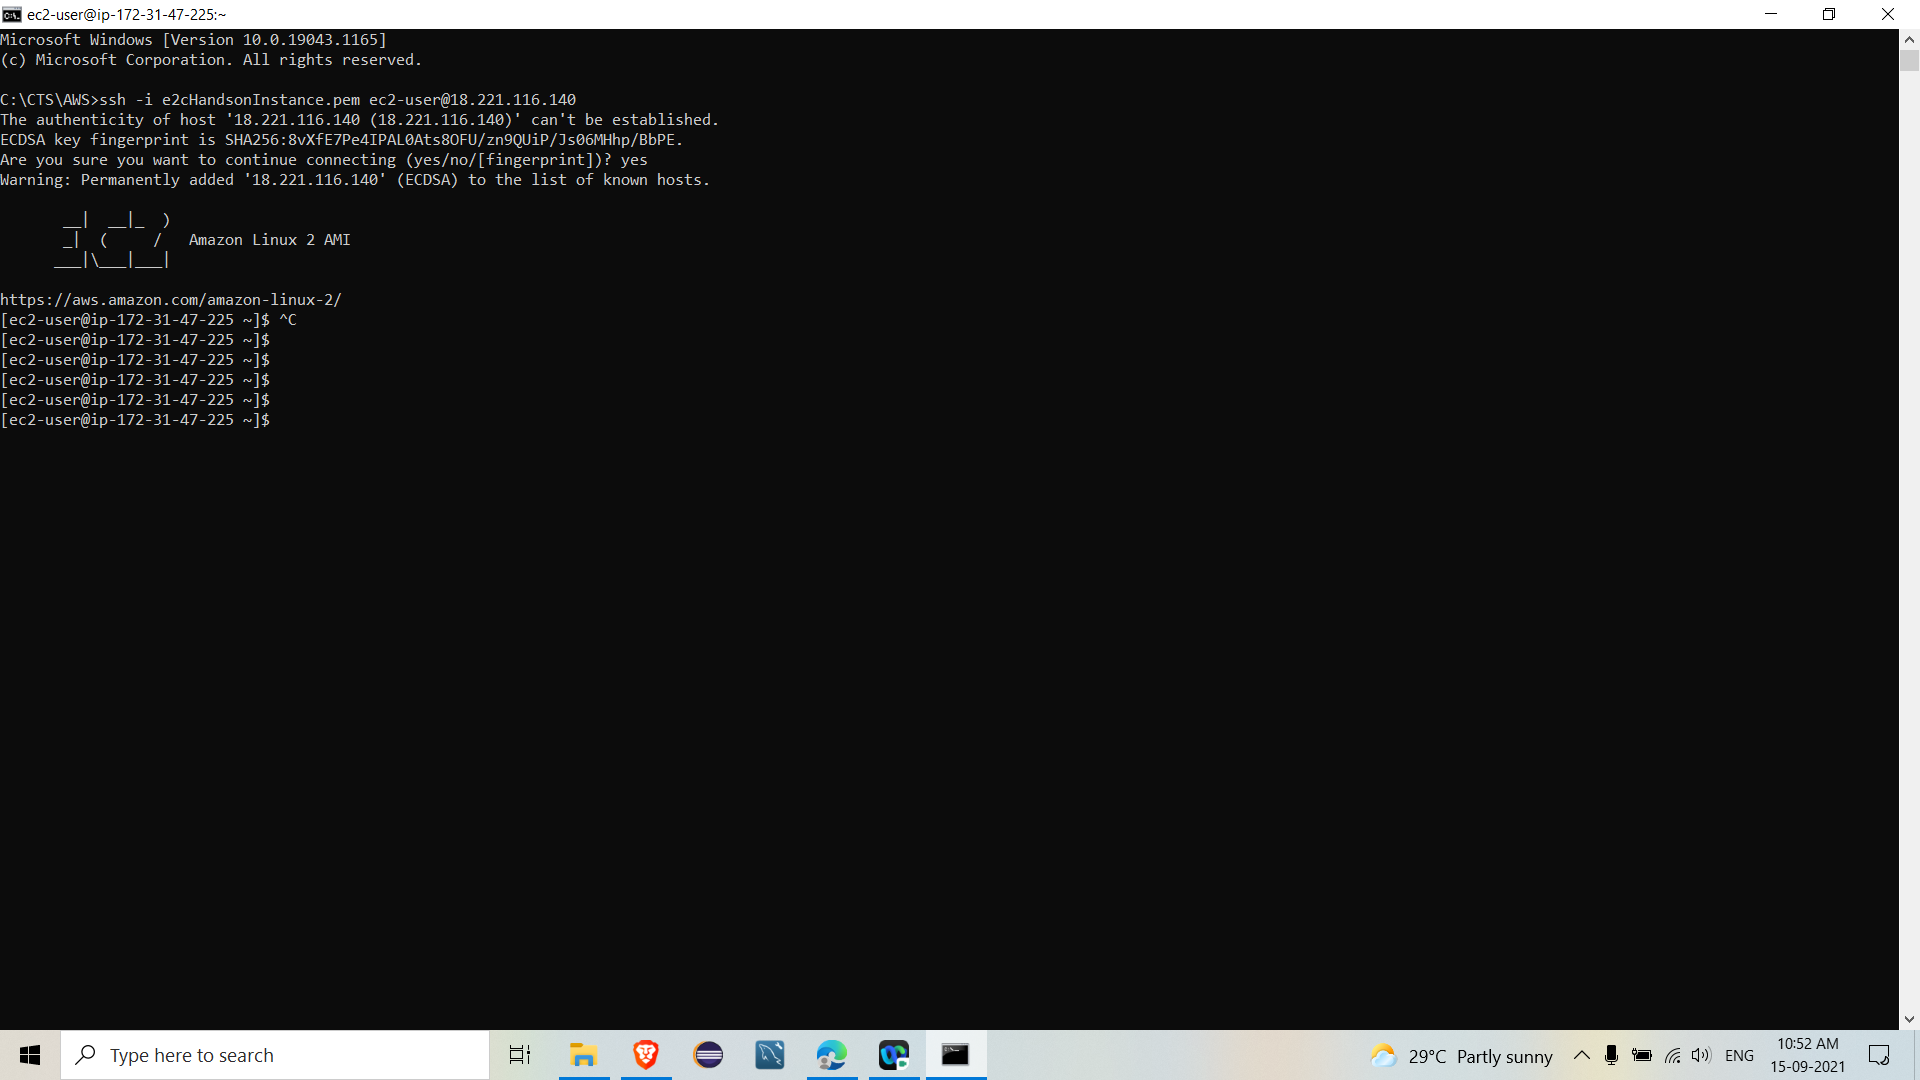 ec2-user@ip-172-31-47-225:~
Microsoft Windows [Version 10.0.19043.1165]
(c) Microsoft Corporation. All rights reserved.
C:\CTS\AWS>ssh -i e2cHandsonInstance.pem ec2-user@18.221.116.140
The authenticity of host '18.221.116.140 (18.221.116.140)' can't be established.
ECDSA key fingerprint is SHA256:8vXfE7Pe4IPAL0Ats8OFU/zn9QUiP/Js06MHhp/BbPE.
Are you sure you want to continue connecting (yes/no/[fingerprint])? yes
Warning: Permanently added '18.221.116.140' (ECDSA) to the list of known hosts.
       __|  __|_  )
       _|  (     /   Amazon Linux 2 AMI
      ___|\___|___|
https://aws.amazon.com/amazon-linux-2/
[ec2-user@ip-172-31-47-225 ~]$ ^C
[ec2-user@ip-172-31-47-225 ~]$
[ec2-user@ip-172-31-47-225 ~]$
[ec2-user@ip-172-31-47-225 ~]$
[ec2-user@ip-172-31-47-225 ~]$
[ec2-user@ip-172-31-47-225 ~]$
Type here to search
29°C Partly sunny
ENG
10:52 AM
15-09-2021